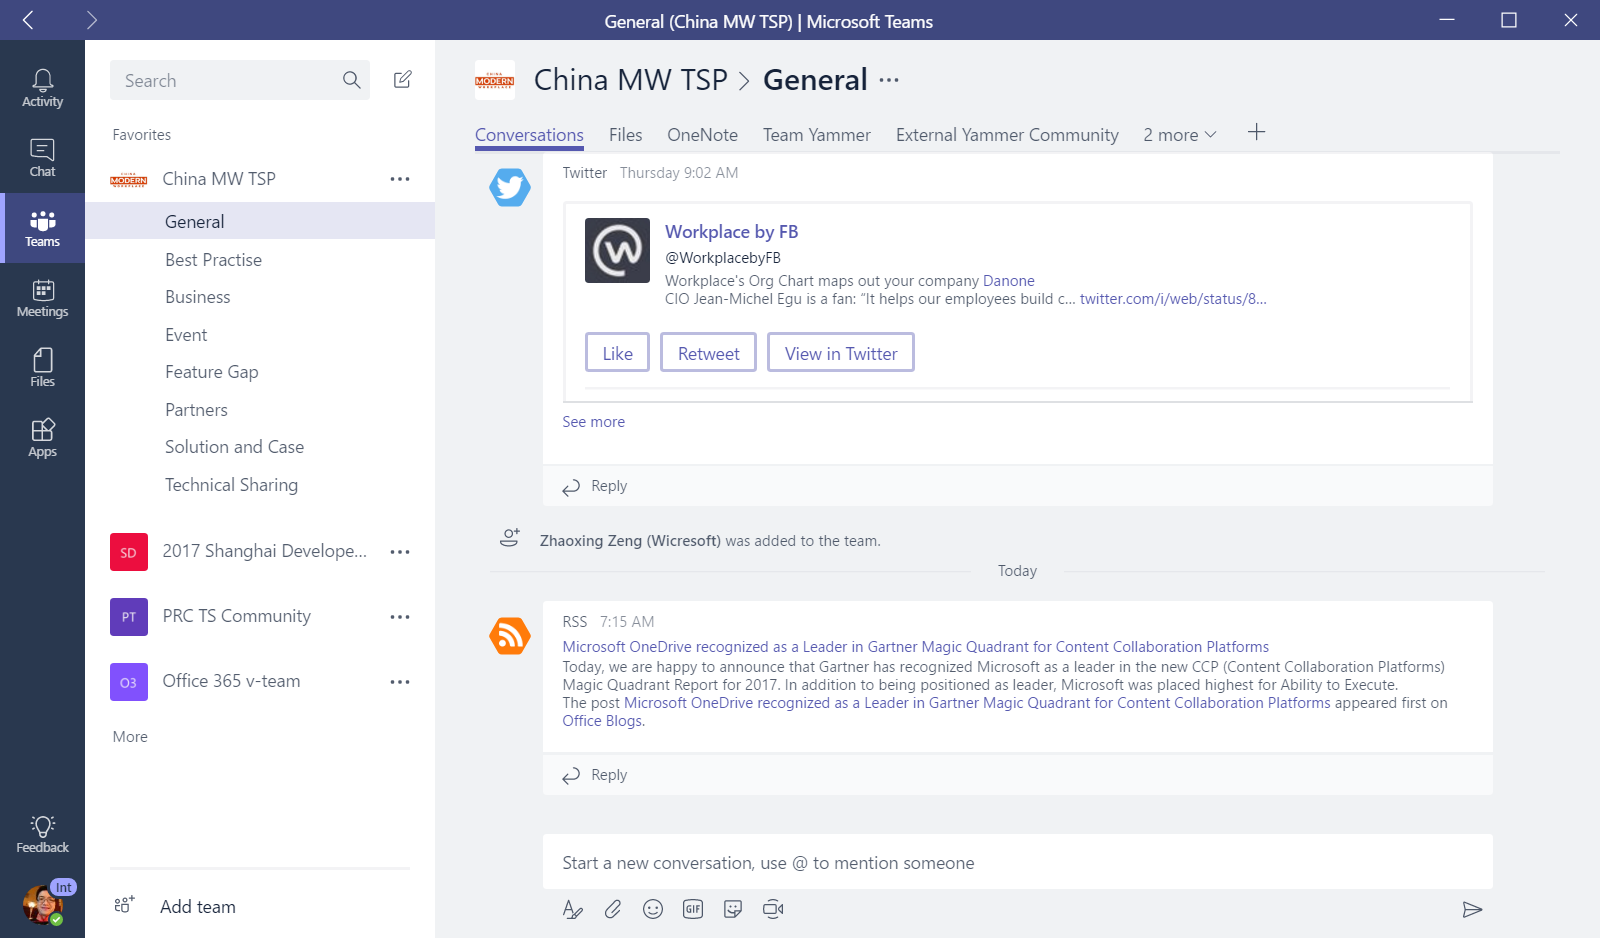 General (China MW TSP) | Microsoft Teams
Activity
Chat
Teams
Meetings
Files
Apps
Feedback
Int
Search
Favorites
CHINA
MODERN
WORKPLACE
China MW TSP
General
Best Practise
Business
Event
Feature Gap
Partners
Solution and Case
Technical Sharing
SD
2017 Shanghai Develope...
PT
PRC TS Community
O3
Office 365 v-team
More
Add team
CHINA
MODERN
WORKPLACE
China MW TSP > General
Conversations Files OneNote Team Yammer External Yammer Community 2 more
Twitter Thursday 9:02 AM
Workplace by FB
@WorkplacebyFB
Workplace's Org Chart maps out your company Danone
CIO Jean-Michel Egu is a fan: “It helps our employees build c... twitter.com/i/web/status/8...
Like Retweet View in Twitter
See more
Reply
Zhaoxing Zeng (Wicresoft) was added to the team.
Today
RSS 7:15 AM
Microsoft OneDrive recognized as a Leader in Gartner Magic Quadrant for Content Collaboration Platforms
Today, we are happy to announce that Gartner has recognized Microsoft as a leader in the new CCP (Content Collaboration Platforms)
Magic Quadrant Report for 2017. In addition to being positioned as leader, Microsoft was placed highest for Ability to Execute.
The post Microsoft OneDrive recognized as a Leader in Gartner Magic Quadrant for Content Collaboration Platforms appeared first on
Office Blogs.
Reply
Start a new conversation, use @ to mention someone
GIF